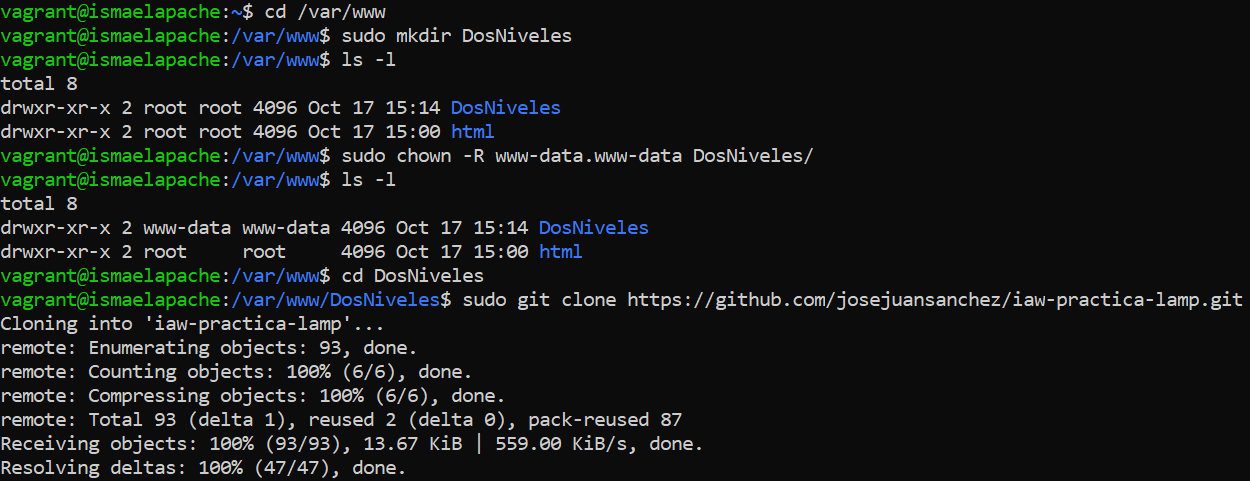 vagrant@ismaelapache:~$ cd /var/www
vagrant@ismaelapache:/var/www$ sudo mkdir DosNiveles
vagrant@ismaelapache:/var/www$ ls -l
total 8
drwxr-xr-x 2 root root 4096 Oct 17 15:14 DosNiveles
drwxr-xr-x 2 root root 4096 Oct 17 15:00 html
vagrant@ismaelapache:/var/www$ sudo chown -R www-data.www-data DosNiveles/
vagrant@ismaelapache:/var/www$ ls -l
total 8
drwxr-xr-x 2 www-data www-data 4096 Oct 17 15:14 DosNiveles
drwxr-xr-x 2 root     root     4096 Oct 17 15:00 html
vagrant@ismaelapache:/var/www$ cd DosNiveles
vagrant@ismaelapache:/var/www/DosNiveles$ sudo git clone https://github.com/josejuansanchez/iaw-practica-lamp.git
Cloning into 'iaw-practica-lamp'...
remote: Enumerating objects: 93, done.
remote: Counting objects: 100% (6/6), done.
remote: Compressing objects: 100% (6/6), done.
remote: Total 93 (delta 1), reused 2 (delta 0), pack-reused 87
Receiving objects: 100% (93/93), 13.67 KiB | 559.00 KiB/s, done.
Resolving deltas: 100% (47/47), done.